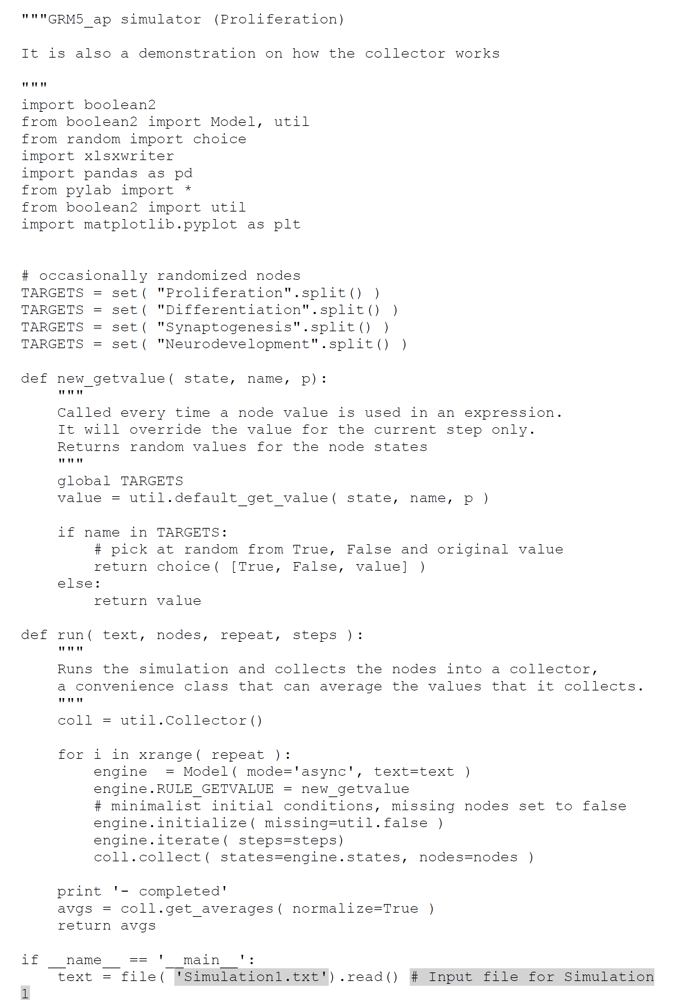 """GRM5_ap simulator (Proliferation)
It is also a demonstration on how the collector works
"""
import boolean2
from boolean2 import Model, util
from random import choice
import xlsxwriter
import pandas as pd
from pylab import *
from boolean2 import util
import matplotlib.pyplot as plt
# occasionally randomized nodes
TARGETS = set( "Proliferation".split() )
TARGETS = set( "Differentiation".split() )
TARGETS = set( "Synaptogenesis".split() )
TARGETS = set( "Neurodevelopment".split() )
def new_getvalue( state, name, p):
    """
    Called every time a node value is used in an expression.
    It will override the value for the current step only.
    Returns random values for the node states
    """
    global TARGETS
    value = util.default_get_value( state, name, p )
    if name in TARGETS:
        # pick at random from True, False and original value
        return choice( [True, False, value] )
    else:
        return value
def run( text, nodes, repeat, steps ):
    """
    Runs the simulation and collects the nodes into a collector,
    a convenience class that can average the values that it collects.
    """
    coll = util.Collector()
    for i in xrange( repeat ):
        engine  = Model( mode='async', text=text )
        engine.RULE_GETVALUE = new_getvalue
        # minimalist initial conditions, missing nodes set to false
        engine.initialize( missing=util.false )
        engine.iterate( steps=steps)
        coll.collect( states=engine.states, nodes=nodes )
    print '- completed'
    avgs = coll.get_averages( normalize=True )
    return avgs
if __name__ == '__main__':
    text = file( 'Simulation1.txt').read() # Input file for Simulation
1